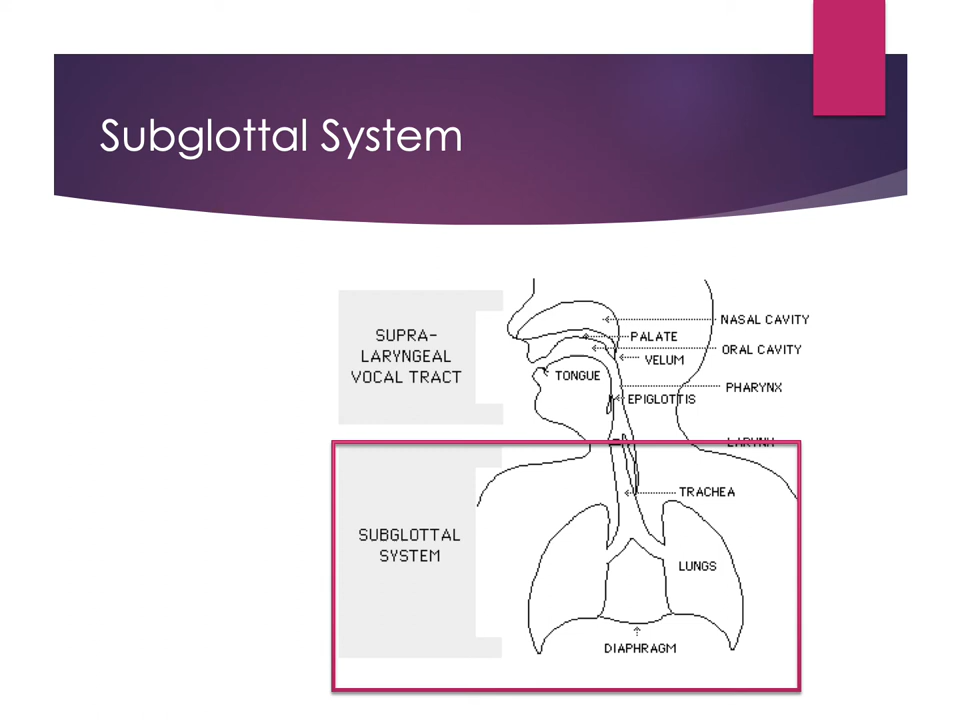 Subglottal System
NASAL CAVITY
PALATE
ORAL CAVITY
VELUM
SUPRA-
LARYNGEAL
VOCAL TRACT
TONGUE
PHARYNX
EPIGLOTTIS
TRACHEA
SUBGLOTTAL
SYSTEM
LUNGS
DIAPHRAGM